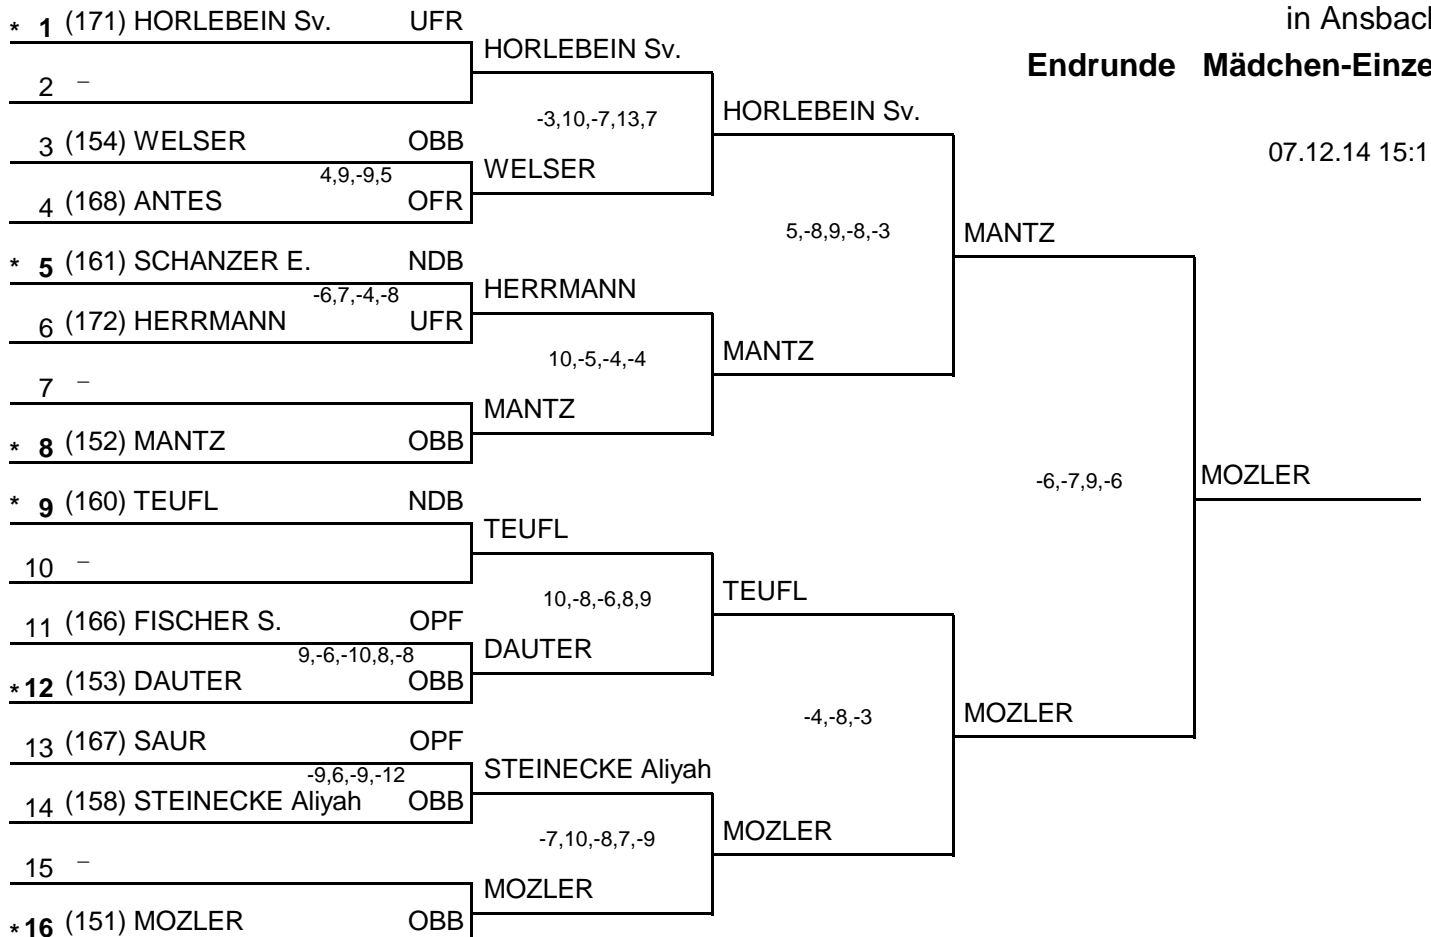 * 1 (171) HORLEBEIN Sv. UFR
in Ansbach
HORLEBEIN Sv.
Endrunde Mädchen-Einze
2 –
-3,10,-7,13,7
HORLEBEIN Sv.
3 (154) WELSER OBB
07.12.14 15:1
4,9,-9,5
WELSER
4 (168) ANTES OFR
5,-8,9,-8,-3
MANTZ
* 5 (161) SCHANZER E. NDB
-6,7,-4,-8
HERRMANN
6 (172) HERRMANN UFR
10,-5,-4,-4
MANTZ
7 –
MANTZ
* 8 (152) MANTZ OBB
-6,-7,9,-6
MOZLER
* 9 (160) TEUFL NDB
TEUFL
10 –
10,-8,-6,8,9
TEUFL
11 (166) FISCHER S. OPF
9,-6,-10,8,-8
DAUTER
* 12 (153) DAUTER OBB
-4,-8,-3
MOZLER
13 (167) SAUR OPF
-9,6,-9,-12
STEINECKE Aliyah
14 (158) STEINECKE Aliyah OBB
-7,10,-8,7,-9
MOZLER
15 –
MOZLER
* 16 (151) MOZLER OBB